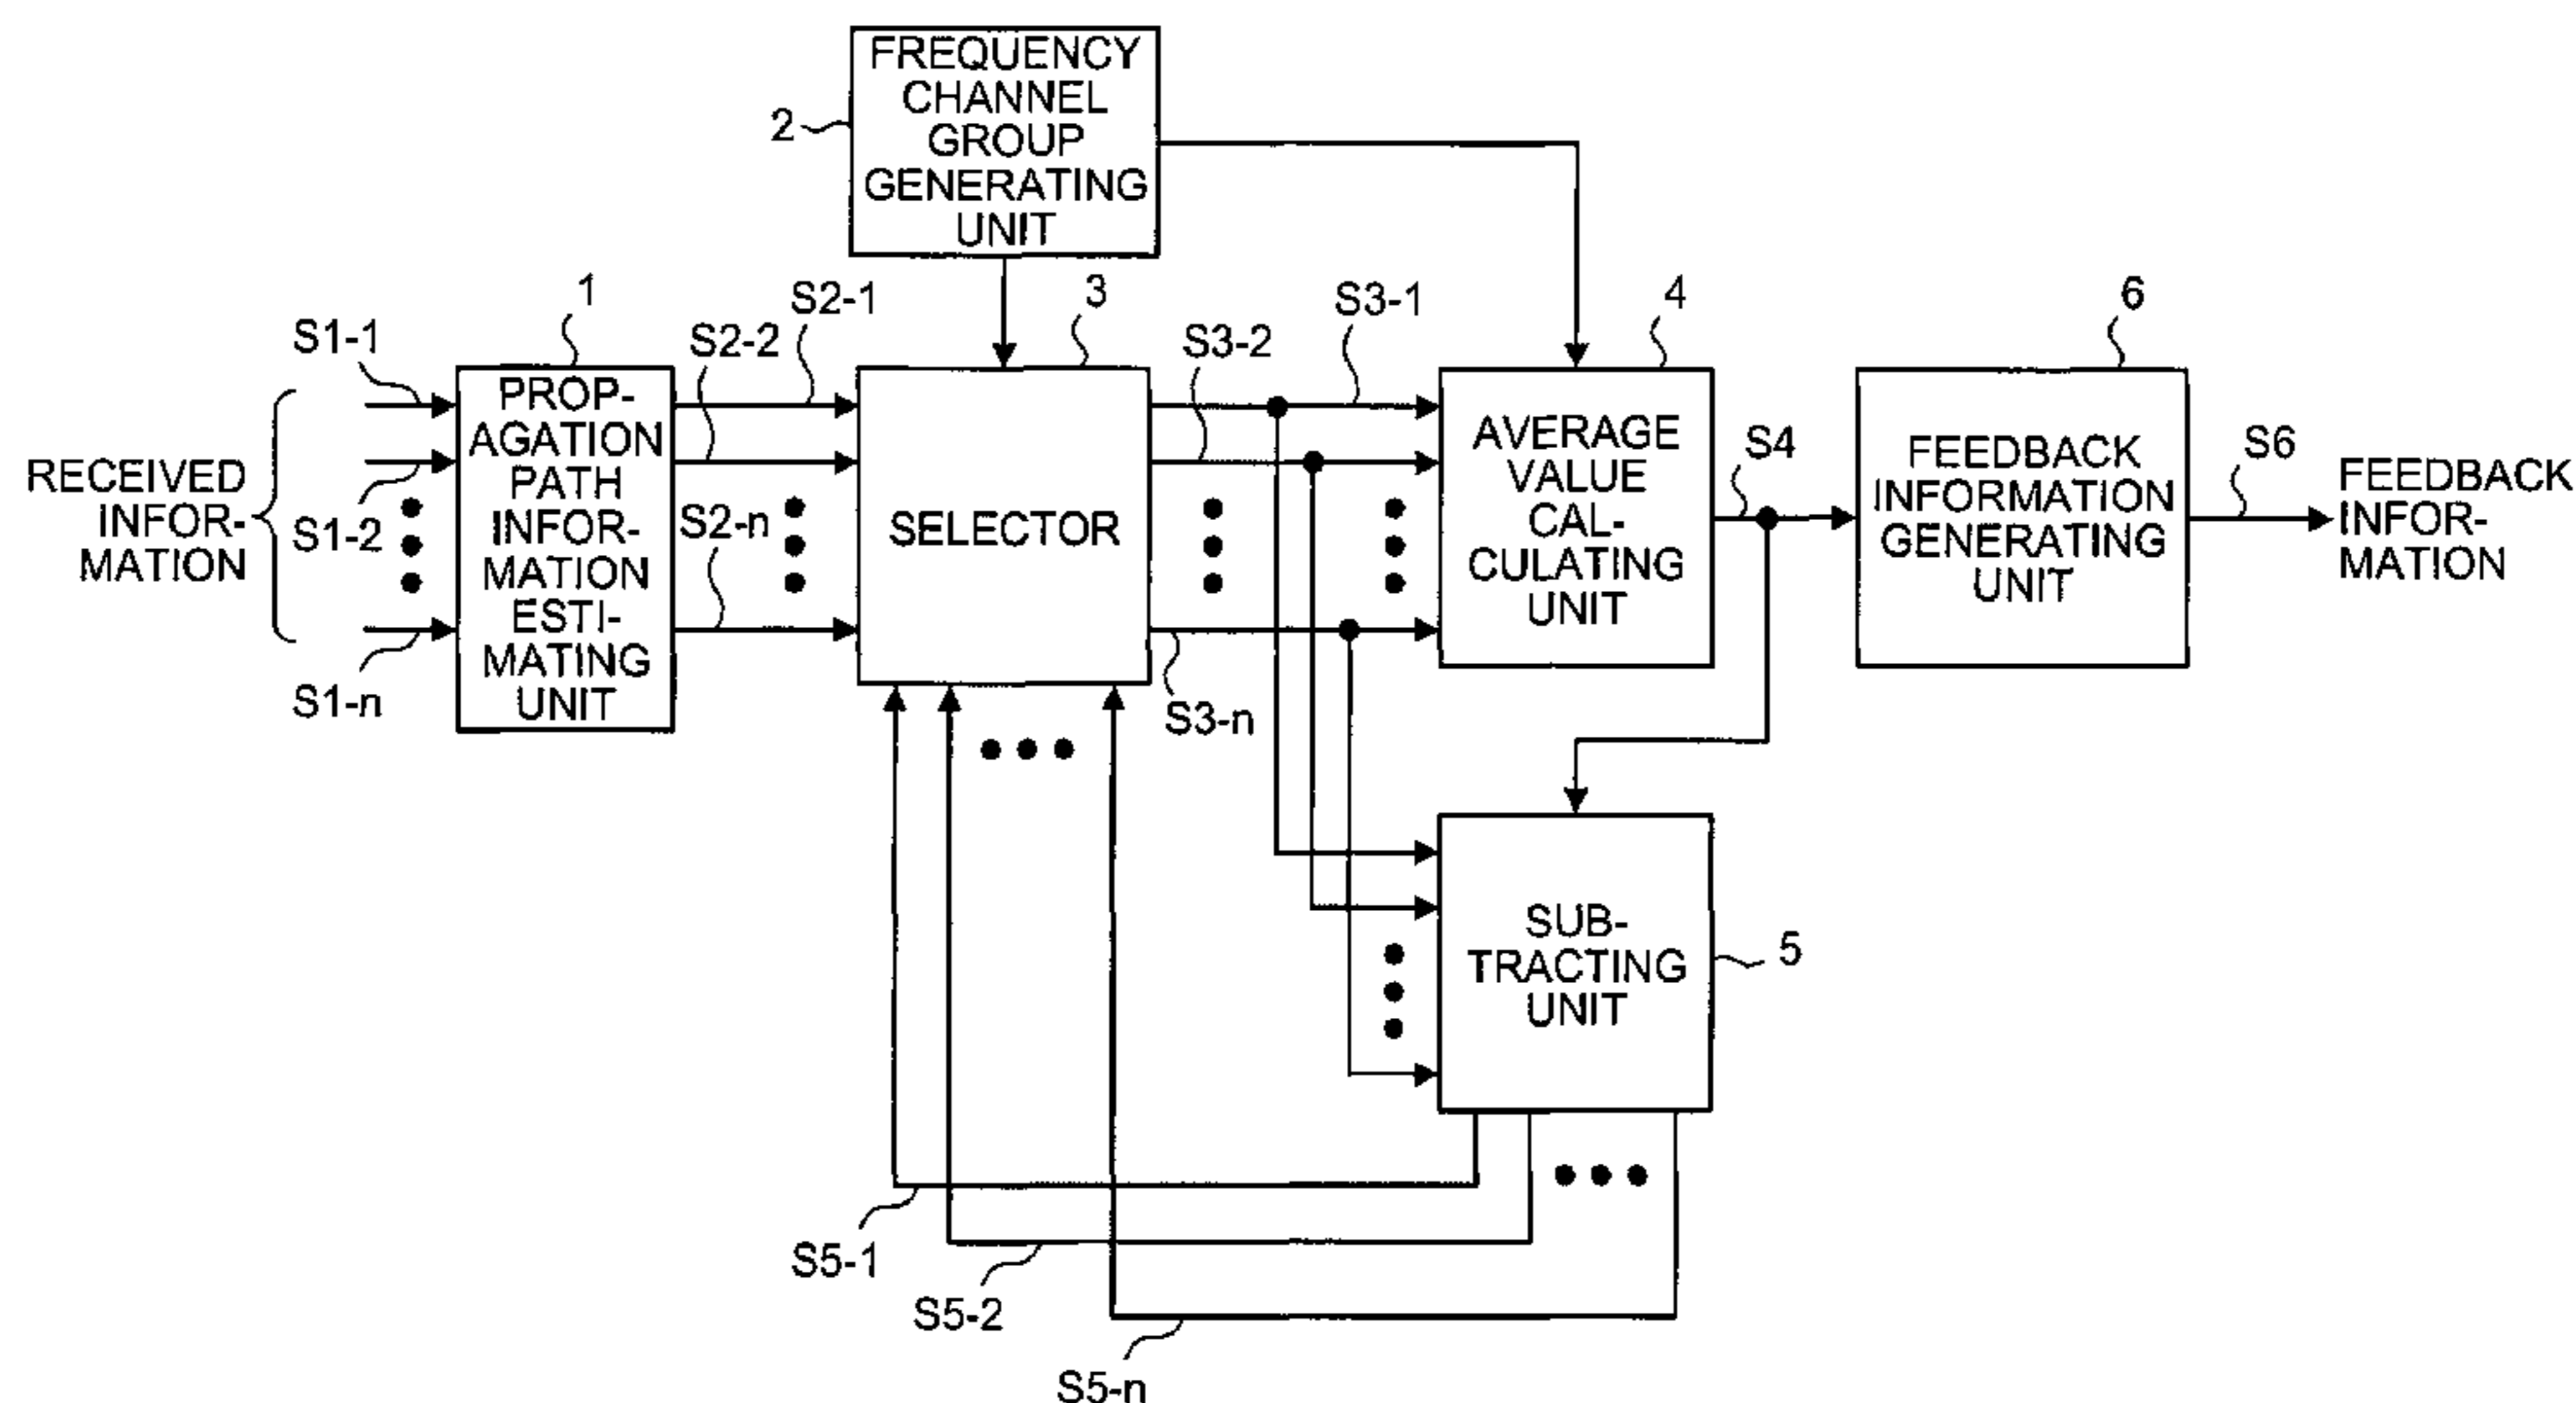 FREQUENCY
CHANNEL
GROUP
GENERATING
UNIT
2
1
S2-1
3
S3-1
4
6
S1-1
S2-2
S3-2
PROP-
AGATION
PATH
INFOR-
MATION
ESTI-
MATING
UNIT
RECEIVED
INFOR-
MATION
S1-2
S2-n
SELECTOR
AVERAGE
VALUE
CAL-
CULATING
UNIT
S4
FEEDBACK
INFORMATION
GENERATING
UNIT
S6
FEEDBACK
INFOR-
MATION
S1-n
S3-n
SUB-
TRACTING
UNIT
5
S5-1
S5-2
S5-n